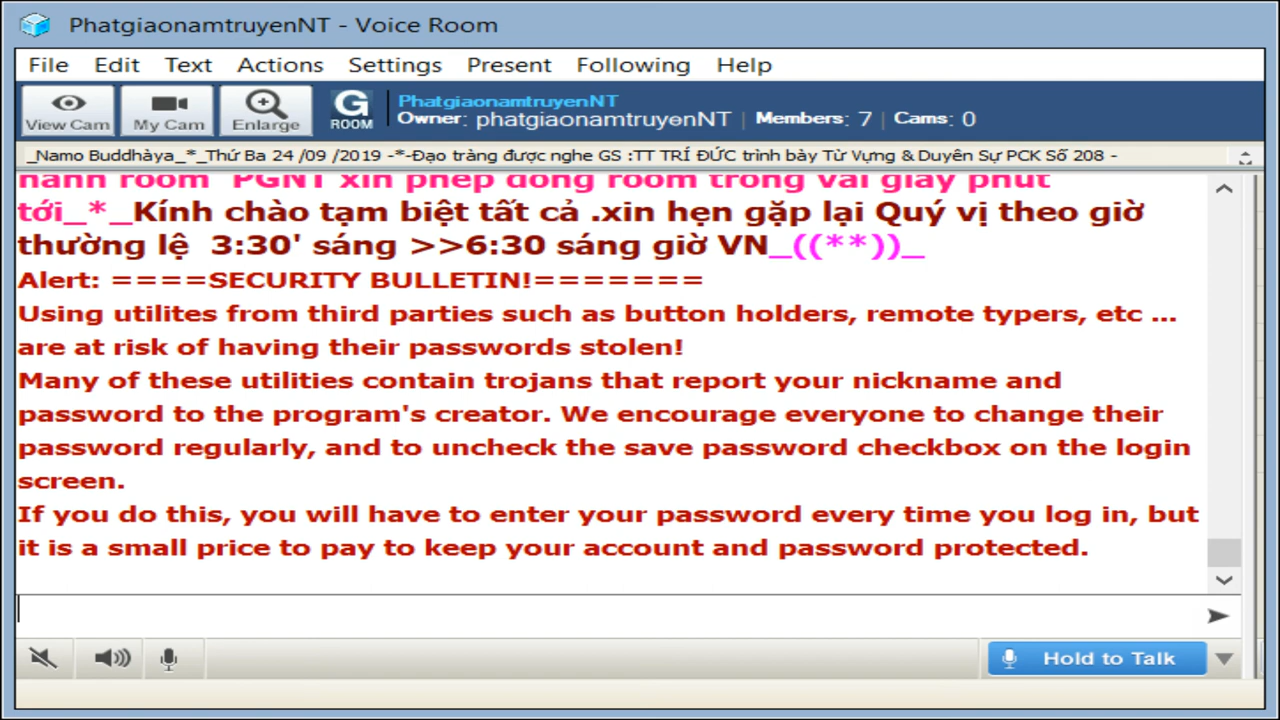 PhatgiaonamtruyenNT - Voice Room
File Edit Text Actions Settings Present Following Help
View Cam My Cam Enlarge G ROOM
PhatgiaonamtruyenNT
Owner: phatgiaonamtruyenNT | Members: 7 | Cams: 0
_Namo Buddhàya_*_Thứ Ba 24 /09 /2019 -*-Đạo tràng được nghe GS :TT TRÍ ĐỨC trình bày Từ Vựng & Duyên Sự PCK Số 208 -
hành room PGNT xin phép đóng room trong vài giây phút
tới_*_Kính chào tạm biệt tất cả .xin hẹn gặp lại Quý vị theo giờ
thường lệ 3:30' sáng >>6:30 sáng giờ VN_((**))_
Alert: ====SECURITY BULLETIN!=======
Using utilites from third parties such as button holders, remote typers, etc ...
are at risk of having their passwords stolen!
Many of these utilities contain trojans that report your nickname and
password to the program's creator. We encourage everyone to change their
password regularly, and to uncheck the save password checkbox on the login
screen.
If you do this, you will have to enter your password every time you log in, but
it is a small price to pay to keep your account and password protected.
Hold to Talk